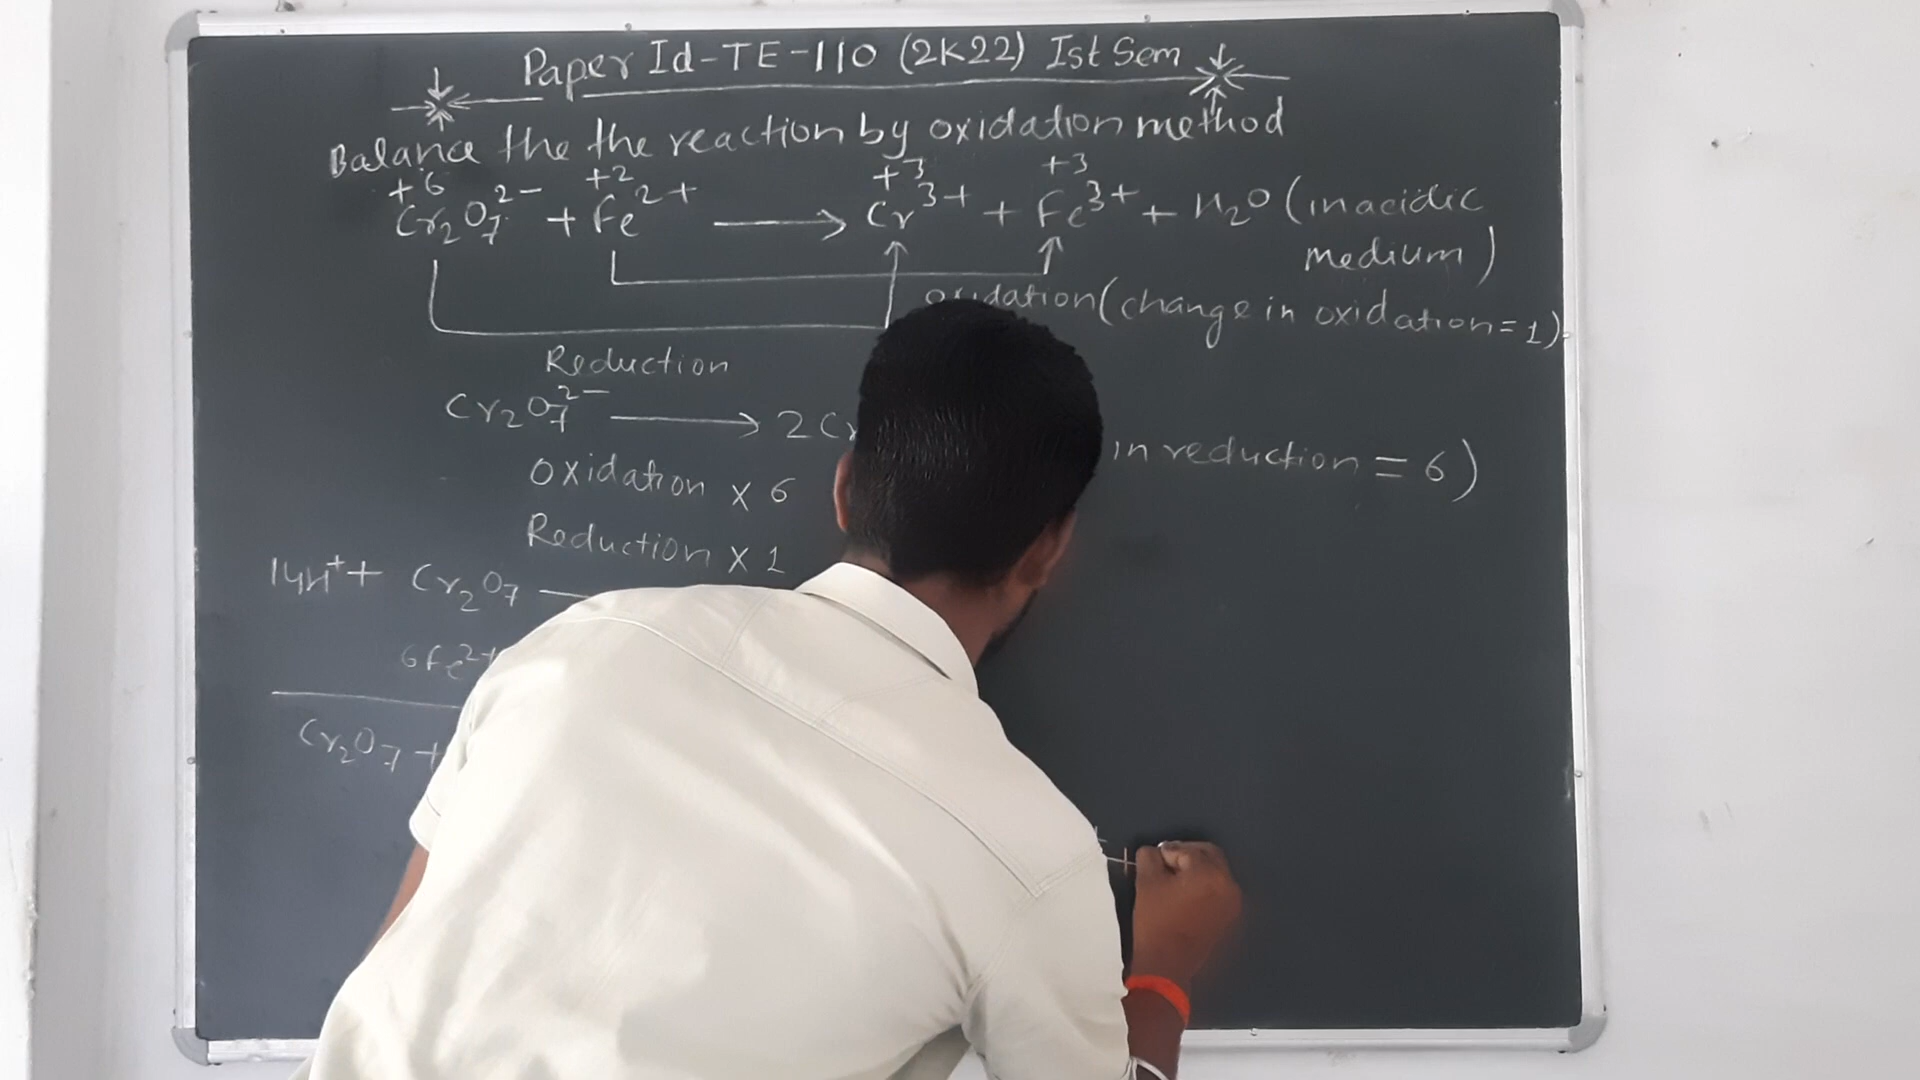 Paper Id-TE-110 (2K22) Ist Sem
Balance the the reaction by oxidation method
+6 +2 +3 +3
Cr₂O₇²⁻ + Fe²⁺ ⟶ Cr³⁺ + Fe³⁺ + H₂O (in acidic
medium)
oxidation (change in oxidation = 1)
Reduction
Cr₂O₇²⁻ ⟶ 2Cr
in reduction = 6)
oxidation x 6
Reduction x 1
14H⁺ + Cr₂O₇
6Fe²⁺
Cr₂O₇ +